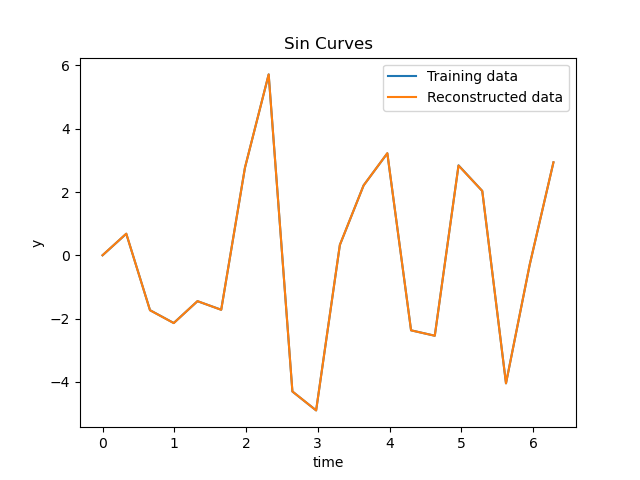 Sin Curves
Training data
Reconstructed data
6
4
2
0
−2
−4
y
0 1 2 3 4 5 6
time